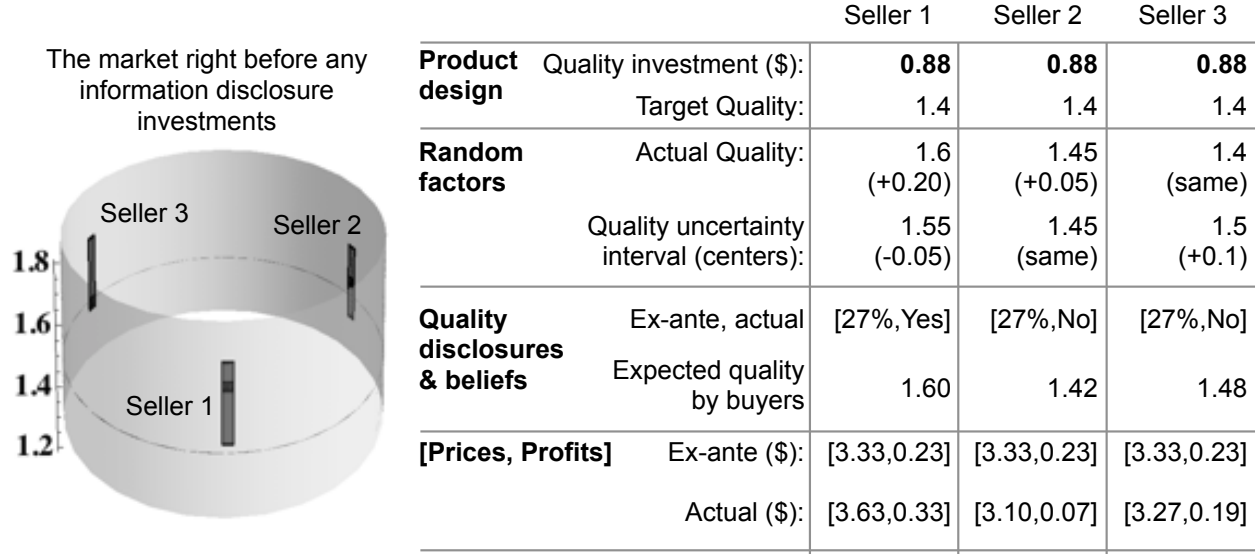 The market right before any
information disclosure
investments
Seller 3
Seller 2
Seller 1
1.8
1.6
1.4
1.2
Seller 1 Seller 2 Seller 3
Product design Quality investment ($): 0.88 0.88 0.88
Target Quality: 1.4 1.4 1.4
Random factors Actual Quality: 1.6 1.45 1.4
(+0.20) (+0.05) (same)
Quality uncertainty 1.55 1.45 1.5
interval (centers): (-0.05) (same) (+0.1)
Quality Ex-ante, actual [27%,Yes] [27%,No] [27%,No]
disclosures
& beliefs Expected quality
by buyers 1.60 1.42 1.48
[Prices, Profits] Ex-ante ($): [3.33,0.23] [3.33,0.23] [3.33,0.23]
Actual ($): [3.63,0.33] [3.10,0.07] [3.27,0.19]